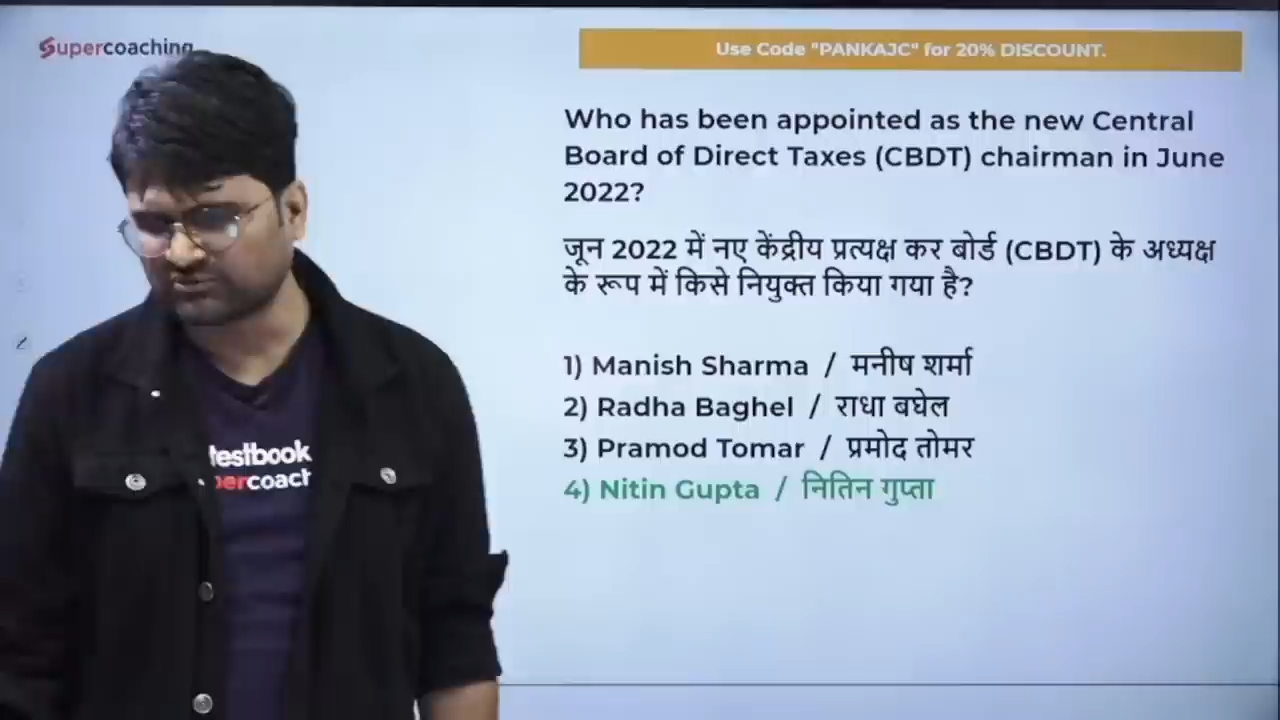 Supercoaching
Use Code "PANKAJC" for 20% DISCOUNT.
Who has been appointed as the new Central
Board of Direct Taxes (CBDT) chairman in June
2022?
जून 2022 में नए केंद्रीय प्रत्यक्ष कर बोर्ड (CBDT) के अध्यक्ष
के रूप में किसे नियुक्त किया गया है?
1) Manish Sharma / मनीष शर्मा
2) Radha Baghel / राधा बघेल
3) Pramod Tomar / प्रमोद तोमर
4) Nitin Gupta / नितिन गुप्ता
testbook
percoach